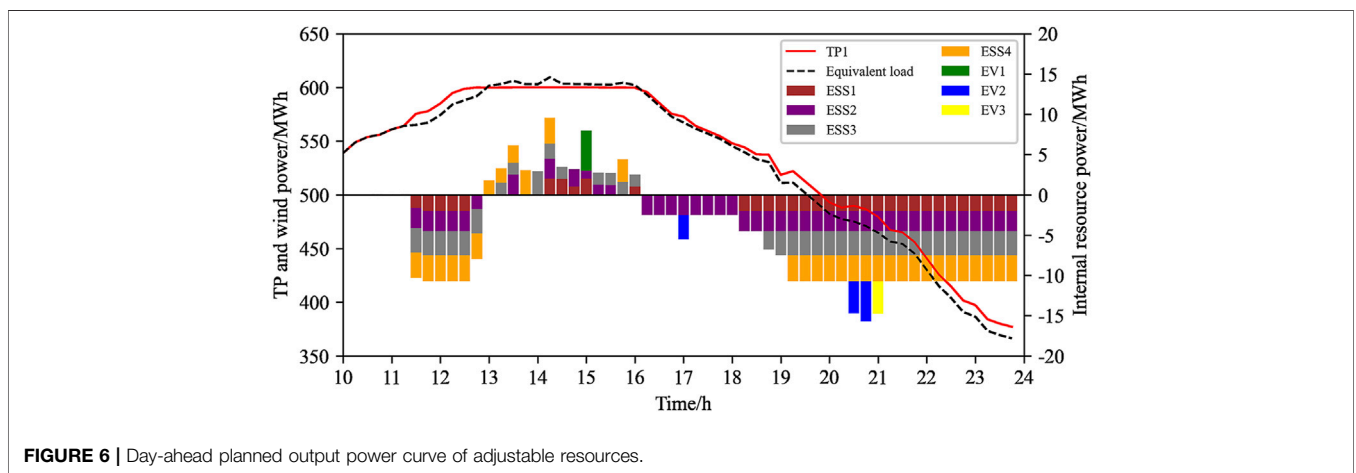 650
600
550
500
450
400
350
TP and wind power/MWh
TP1
Equivalent load
ESS1
ESS2
ESS3
ESS4
EV1
EV2
EV3
20
15
10
5
0
-5
-10
-15
-20
Internal resource power/MWh
10 11 12 13 14 15 16 17 18 19 20 21 22 23 24
Time/h
FIGURE 6 | Day-ahead planned output power curve of adjustable resources.